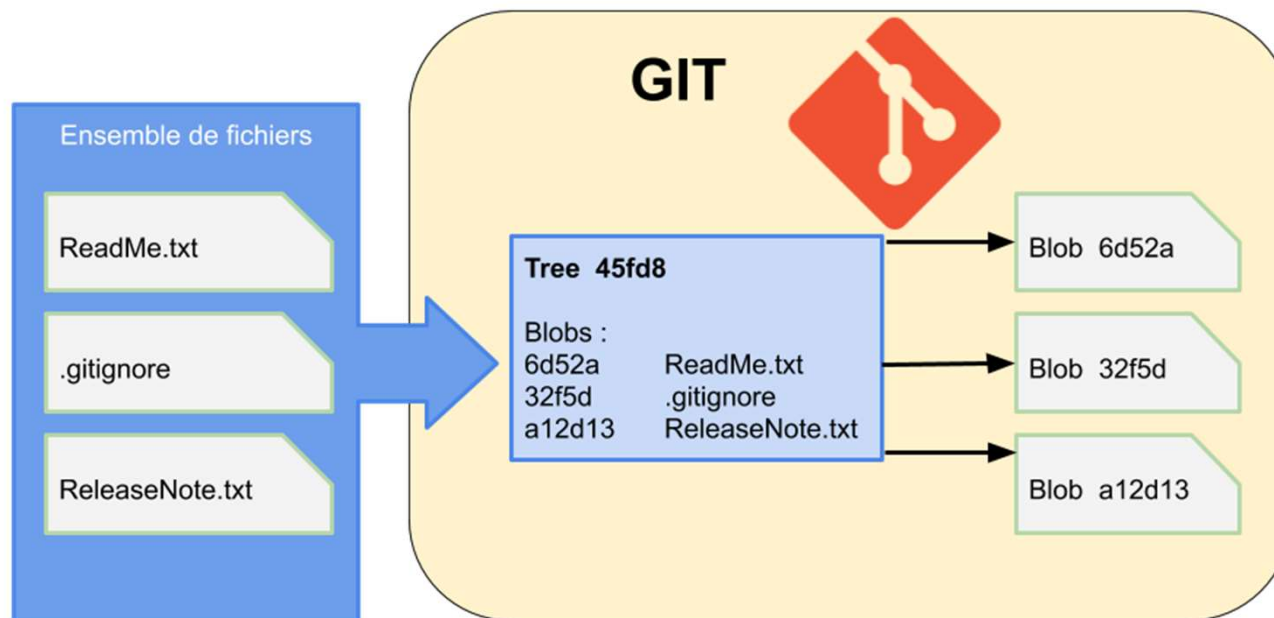 GIT
Ensemble de fichiers
ReadMe.txt
.gitignore
ReleaseNote.txt
Tree 45fd8
Blobs :
6d52a ReadMe.txt
32f5d .gitignore
a12d13 ReleaseNote.txt
Blob 6d52a
Blob 32f5d
Blob a12d13